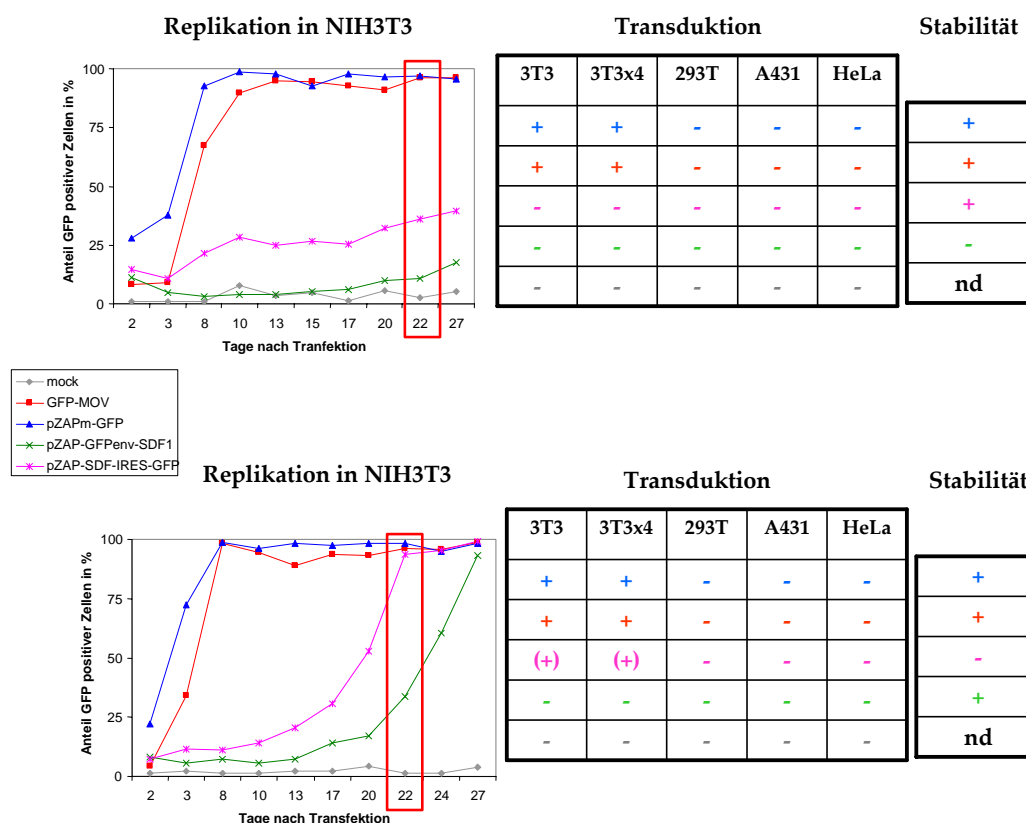 Replikation in NIH3T3
Transduktion
Stabilität
Anteil GFP positiver Zellen in %
100
75
50
25
0
2 3 8 10 13 15 17 20 22 27
Tage nach Tranfektion
3T3 3T3x4 293T A431 HeLa
+ + - - -
+ + - - -
- - - - -
- - - - -
- - - - -
+
+
+
-
nd
mock
GFP-MOV
pZAPm-GFP
pZAP-GFPenv-SDF1
pZAP-SDF-IRES-GFP
Replikation in NIH3T3
Transduktion
Stabilität
Anteil GFP positiver Zellen in %
100
75
50
25
0
2 3 8 10 13 17 20 22 24 27
Tage nach Transfektion
3T3 3T3x4 293T A431 HeLa
+ + - - -
+ + - - -
(+) (+) - - -
- - - - -
- - - - -
+
+
-
+
nd